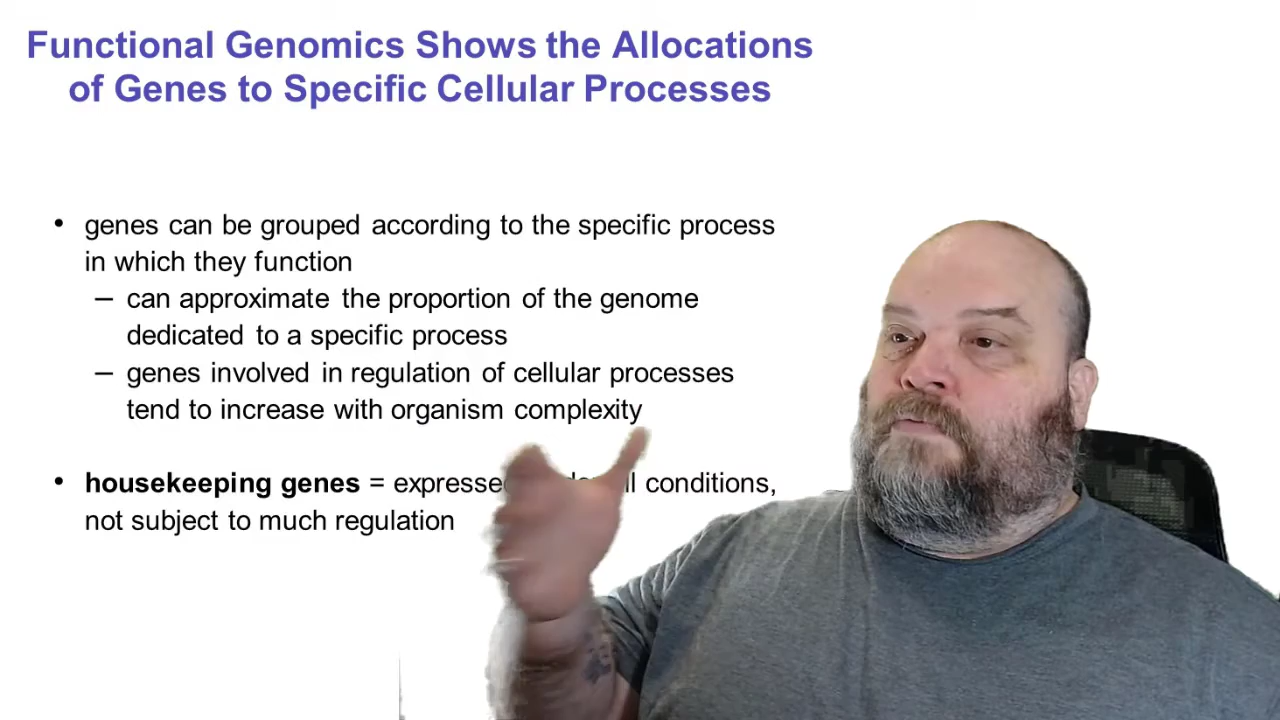 Functional Genomics Shows the Allocations
of Genes to Specific Cellular Processes
• genes can be grouped according to the specific process
in which they function
– can approximate the proportion of the genome
dedicated to a specific process
– genes involved in regulation of cellular processes
tend to increase with organism complexity
• housekeeping genes = expressed conditions,
not subject to much regulation